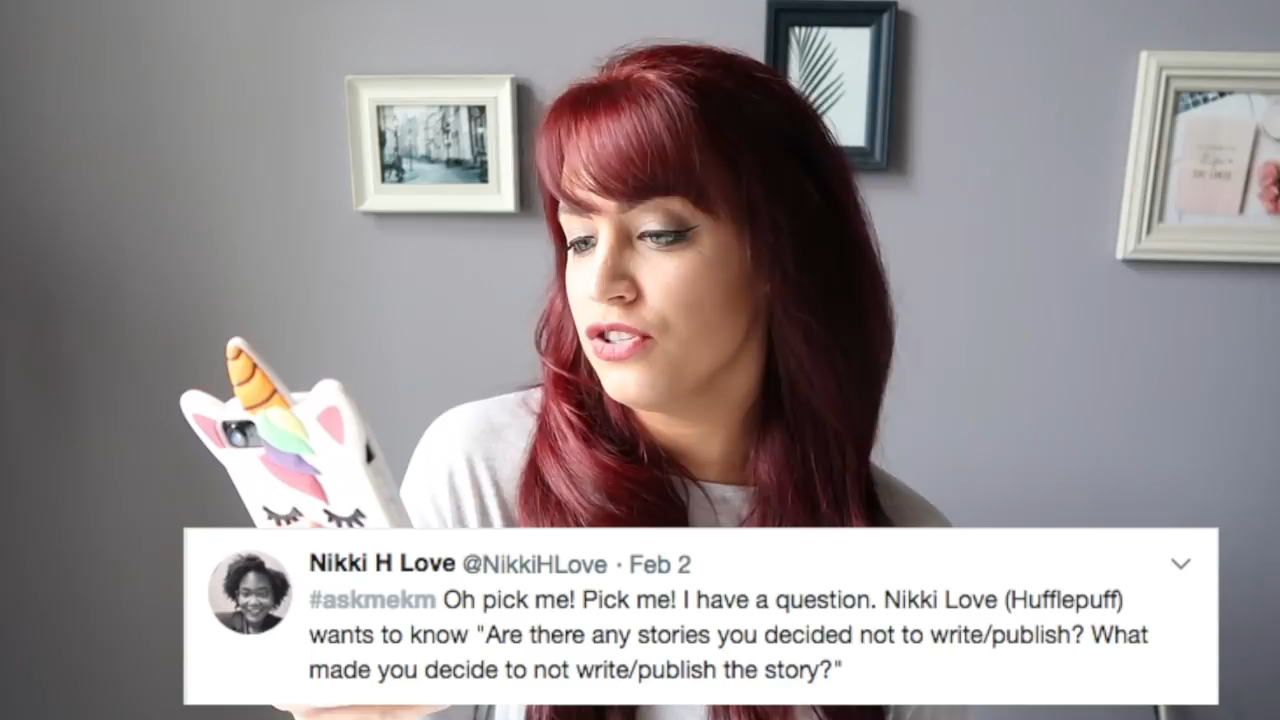 Nikki H Love @NikkiHLove · Feb 2
#askmekm Oh pick me! Pick me! I have a question. Nikki Love (Hufflepuff)
wants to know "Are there any stories you decided not to write/publish? What
made you decide to not write/publish the story?"